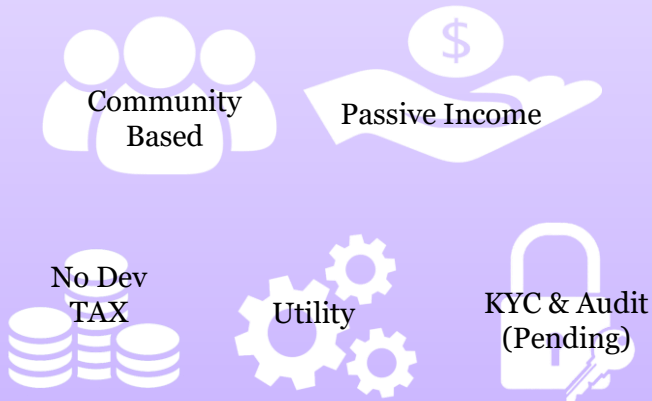 Community
Based
Passive Income
No Dev
TAX
Utility
KYC & Audit
(Pending)
$